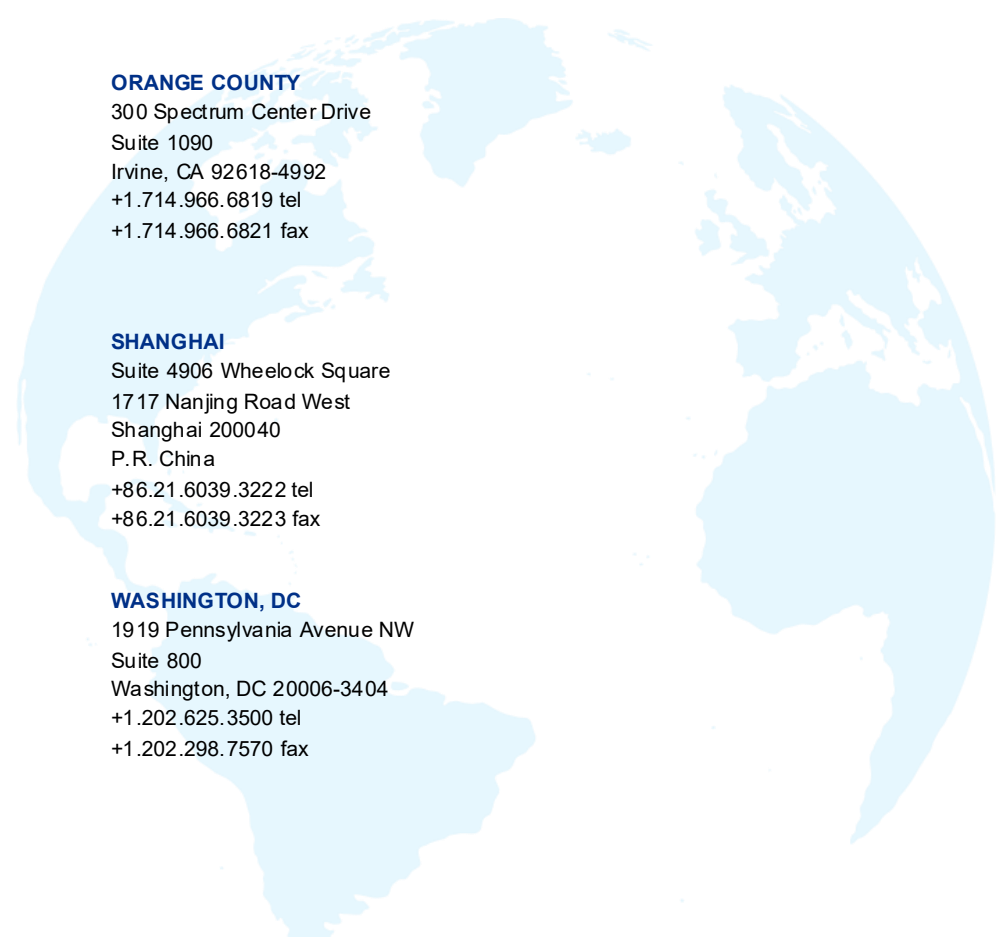 ORANGE COUNTY
300 Spectrum Center Drive
Suite 1090
Irvine, CA 92618-4992
+1.714.966.6819 tel
+1.714.966.6821 fax
SHANGHAI
Suite 4906 Wheelock Square
1717 Nanjing Road West
Shanghai 200040
P.R. China
+86.21.6039.3222 tel
+86.21.6039.3223 fax
WASHINGTON, DC
1919 Pennsylvania Avenue NW
Suite 800
Washington, DC 20006-3404
+1.202.625.3500 tel
+1.202.298.7570 fax